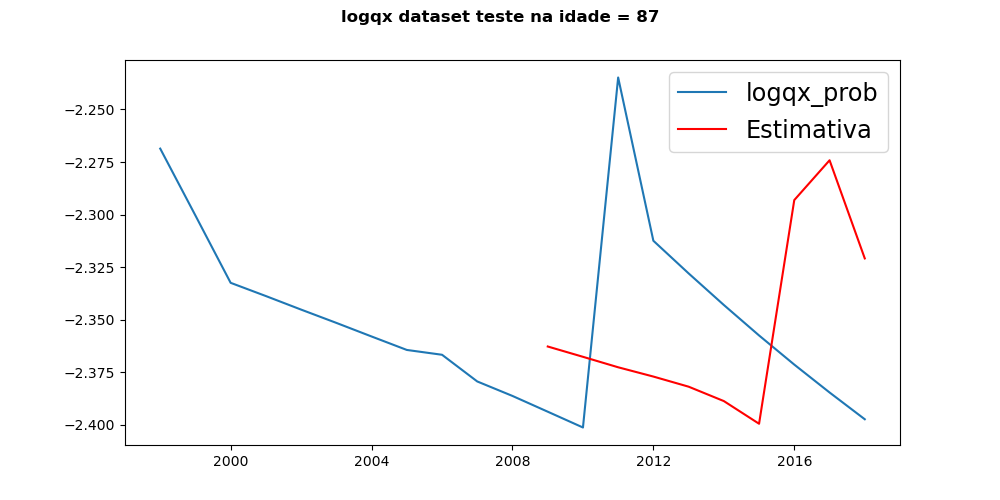 logqx dataset teste na idade = 87
logqx_prob
Estimativa
−2.250
−2.275
−2.300
−2.325
−2.350
−2.375
−2.400
2000 2004 2008 2012 2016